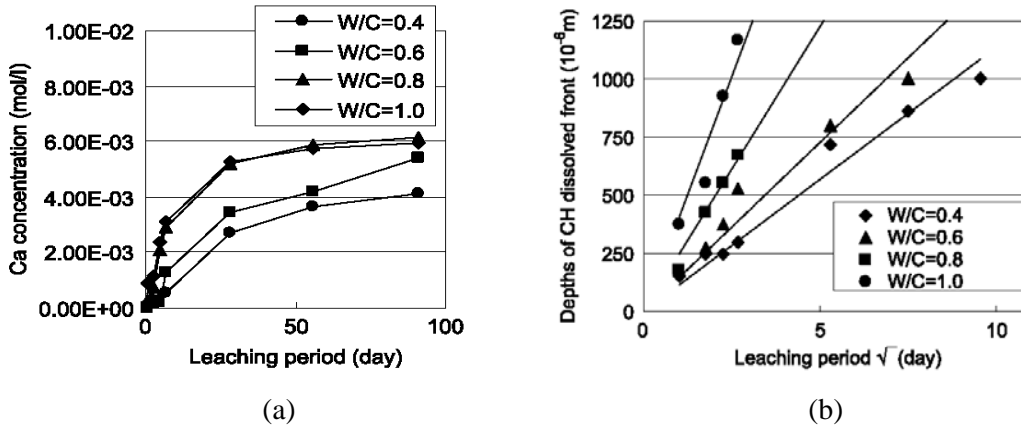 1.00E-02
8.00E-03
6.00E-03
4.00E-03
2.00E-03
0.00E+00
Ca concentration (mol/l)
W/C=0.4
W/C=0.6
W/C=0.8
W/C=1.0
0 50 100
Leaching period (day)
(a)
1250
1000
750
500
250
0
Depths of CH dissolved front (10⁻⁶m)
W/C=0.4
W/C=0.6
W/C=0.8
W/C=1.0
0 5 10
Leaching period √ (day)
(b)